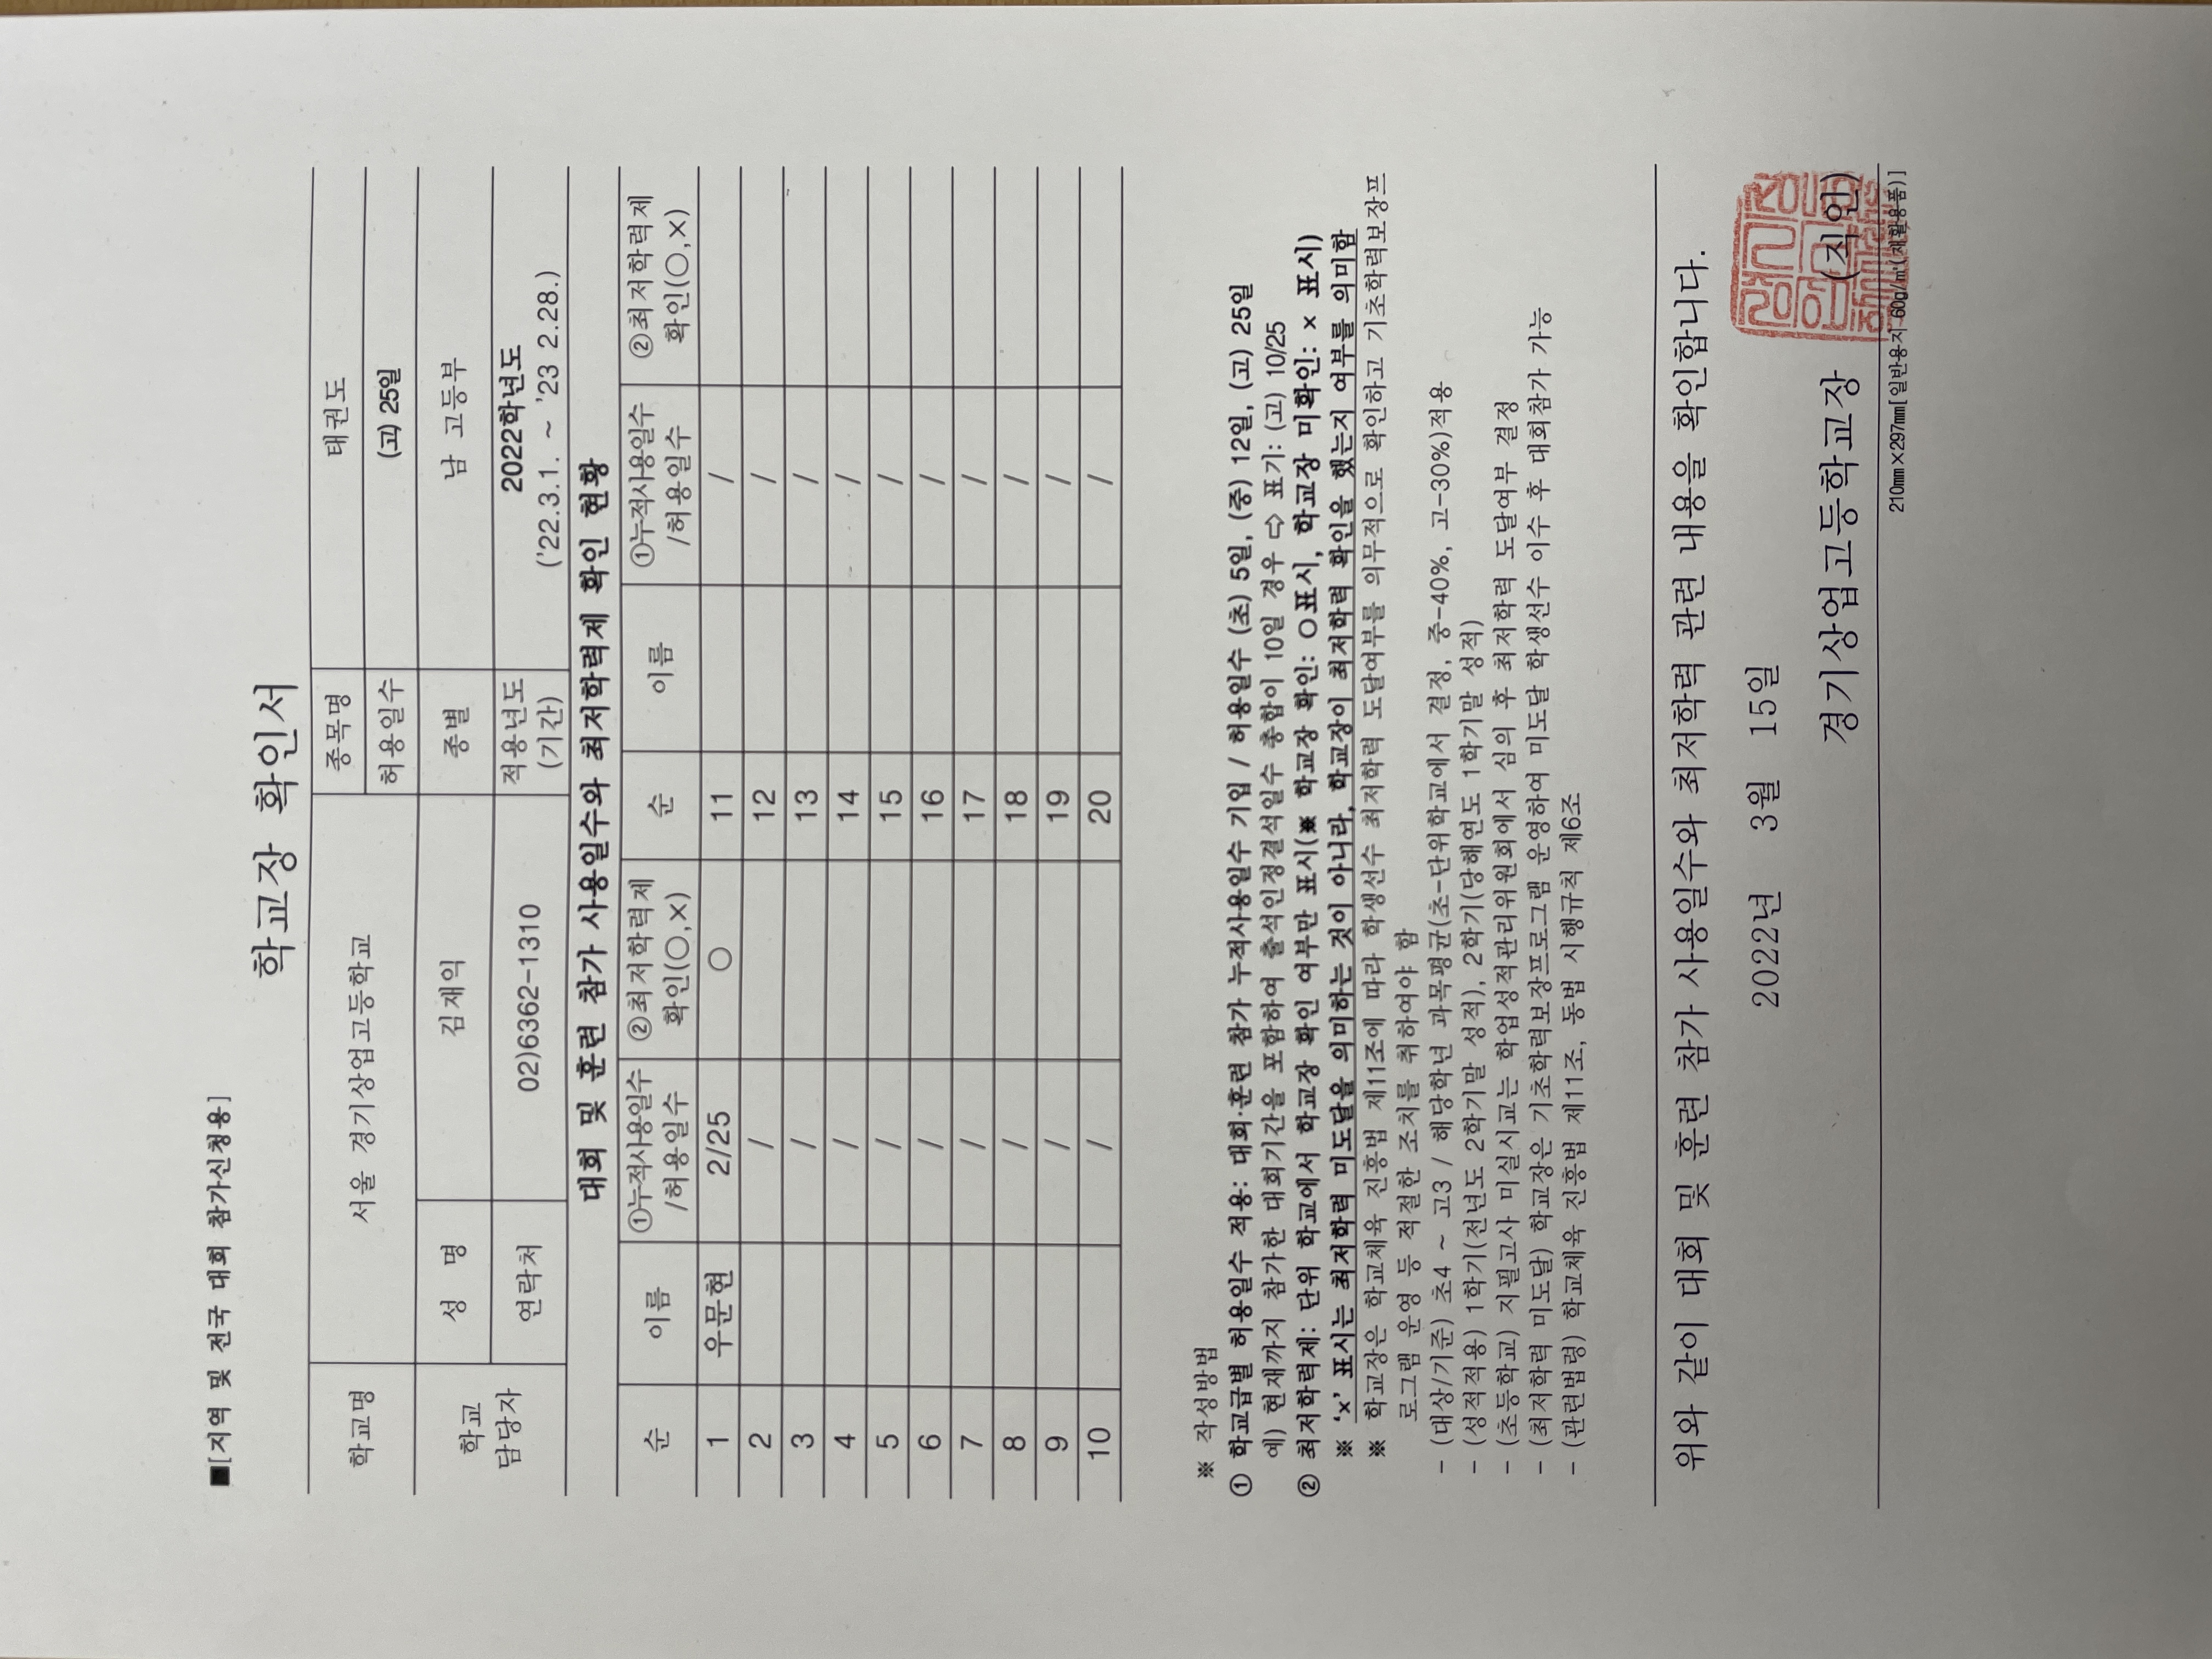 ■[지역 및 전국 대회 참가신청용]
학교장 확인서
학교명 서울 경기상업고등학교 종목명 태권도
허용일수 (고) 25일
학교 담당자 성 명 김재익 종별 남 고등부
연락처 02)6362-1310 적용년도 (기간) 2022학년도 ('22.3.1. ~ '23 2.28.)
대회 및 훈련 참가 사용일수와 최저학력제 확인 현황
순 이름 ①누적사용일수 /허용일수 ②최저학력제 확인(○,×) 순 이름 ①누적사용일수 /허용일수 ②최저학력제 확인(○,×)
1 우문현 2/25 ○ 11 /
2 / 12 /
3 / 13 /
4 / 14 /
5 / 15 /
6 / 16 /
7 / 17 /
8 / 18 /
9 / 19 /
10 / 20 /
※ 작성방법
① 학교급별 허용일수 적용: 대회·훈련 참가 누적사용일수 기입 / 허용일수 (초) 5일, (중) 12일, (고) 25일
예) 현재까지 참가한 대회기간을 포함하여 출석인정결석일수 총합이 10일 경우 ⇨ 표기: (고) 10/25
② 최저학력제: 단위 학교에서 학교장 확인 여부만 표시(※ 학교장 확인: ○표시, 학교장 미확인: × 표시)
※ 'x' 표시는 최저학력 미도달을 의미하는 것이 아니라, 학교장이 최저학력 확인을 했는지 여부를 의미함
※ 학교장은 학교체육 진흥법 제11조에 따라 학생선수 최저학력 도달여부를 의무적으로 확인하고 기초학력보장프
로그램 운영 등 적절한 조치를 취하여야 함
- (대상/기준) 초4 ~ 고3 / 해당학년 과목평균(초-단위학교에서 결정, 중-40%, 고-30%)적용
- (성적적용) 1학기(전년도 2학기말 성적), 2학기(당해연도 1학기말 성적)
- (초등학교) 지필고사 미실시교는 학업성적관리위원회에서 심의 후 최저학력 도달여부 결정
- (최저학력 미도달) 학교장은 기초학력보장프로그램 운영하여 미도달 학생선수 이수 후 대회참가 가능
- (관련법령) 학교체육 진흥법 제11조, 동법 시행규칙 제6조
위와 같이 대회 및 훈련 참가 사용일수와 최저학력 관련 내용을 확인합니다.
2022년 3월 15일
경기상업고등학교장 (직인)
210㎜×297㎜[일반용지 60g/㎡(재활용품)]